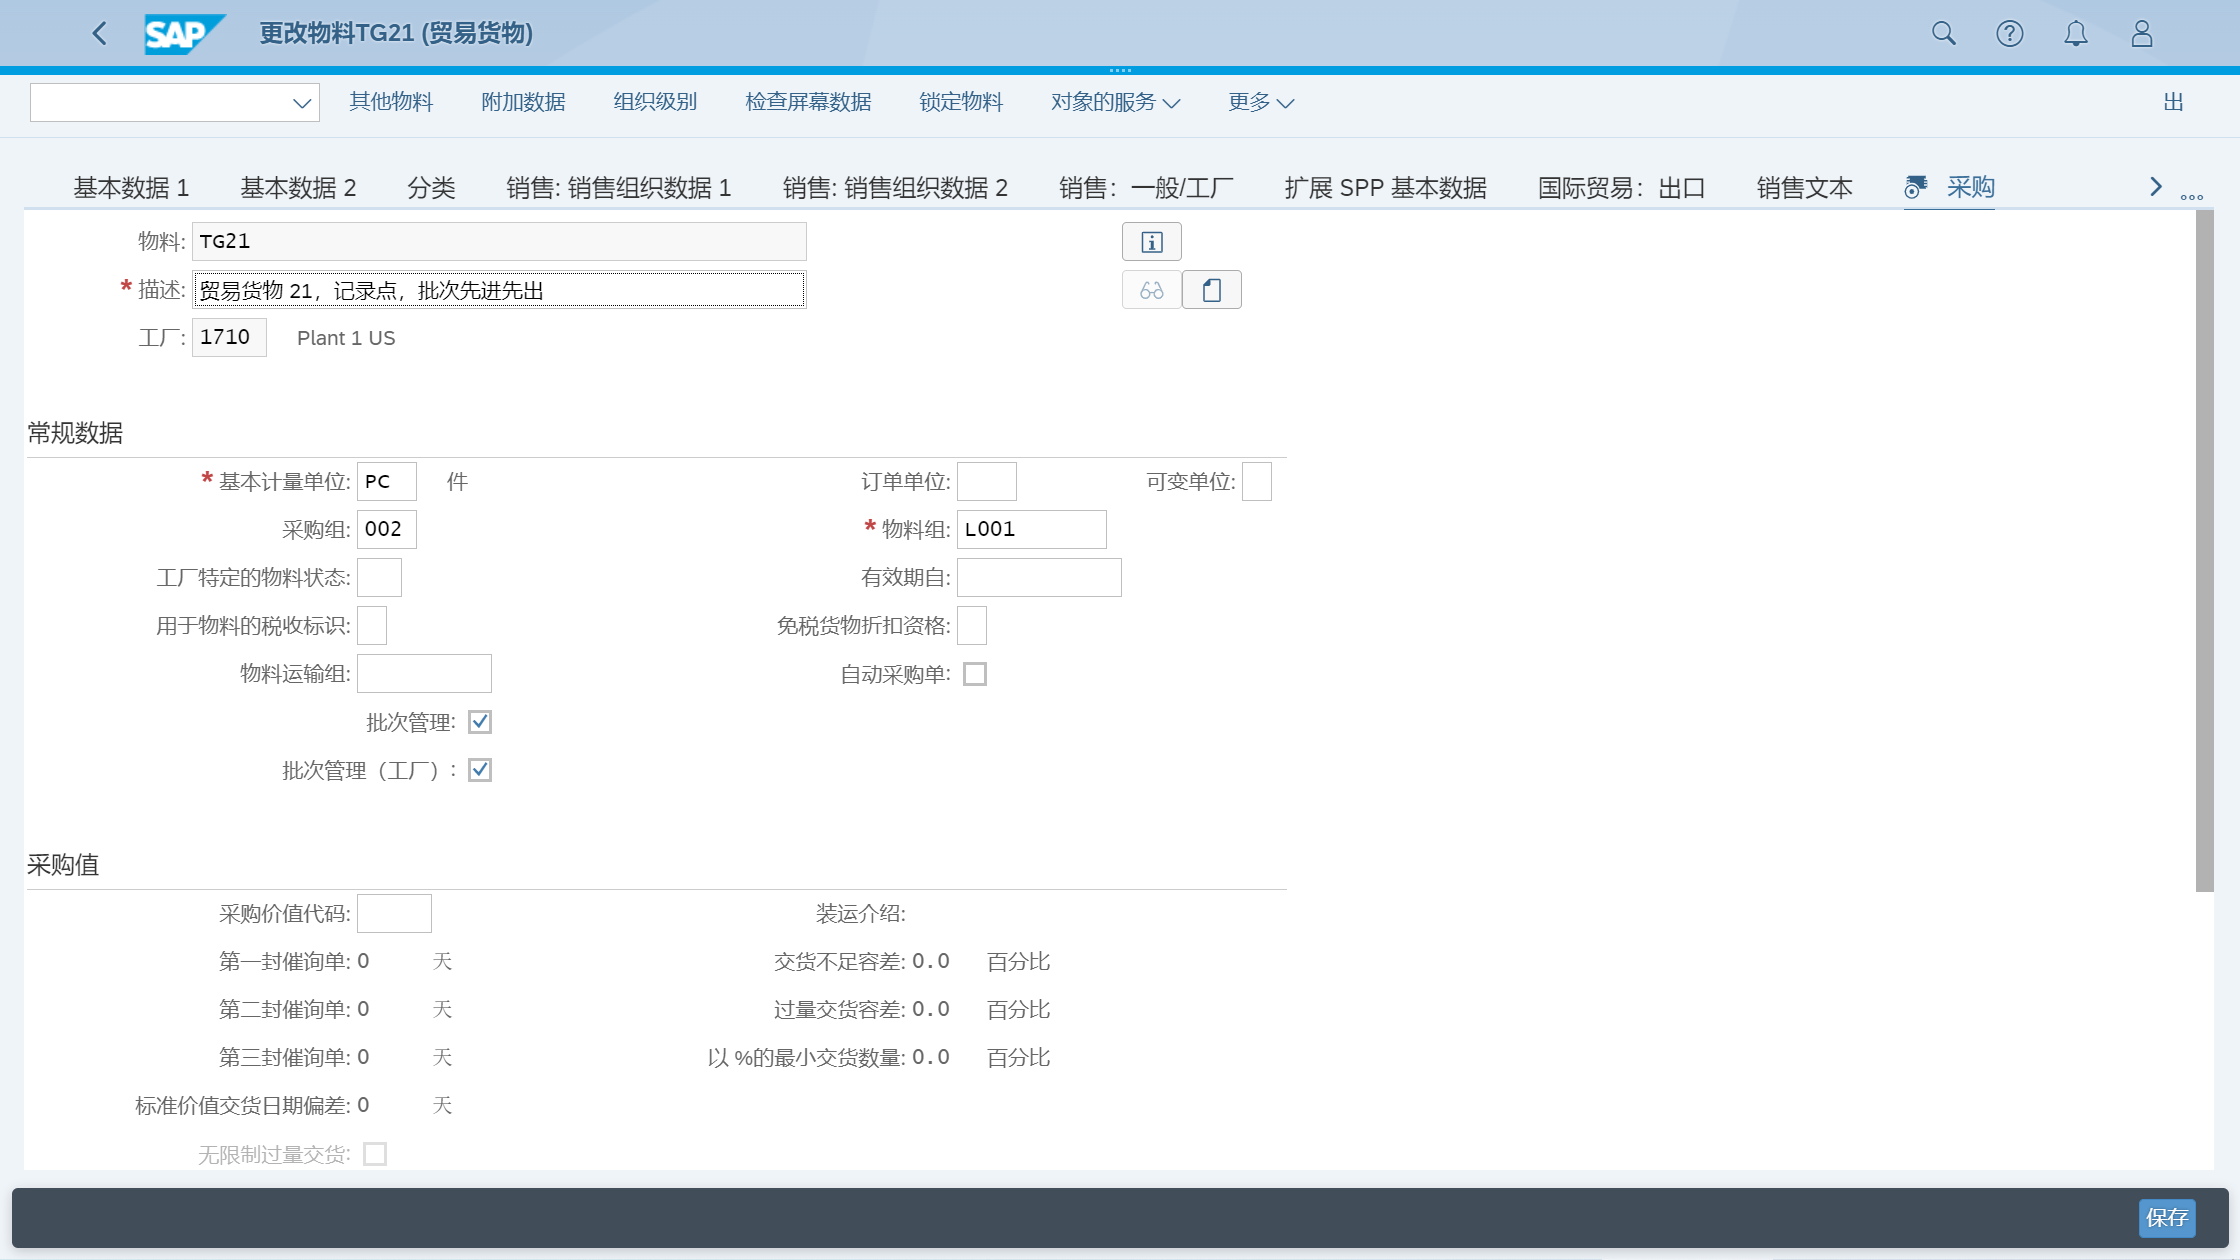 SAP 更改物料TG21 (贸易货物)
其他物料 附加数据 组织级别 检查屏幕数据 锁定物料 对象的服务 更多 出
基本数据 1 基本数据 2 分类 销售: 销售组织数据 1 销售: 销售组织数据 2 销售：一般/工厂 扩展 SPP 基本数据 国际贸易：出口 销售文本 采购
物料: TG21
* 描述: 贸易货物 21，记录点，批次先进先出
工厂: 1710 Plant 1 US
常规数据
* 基本计量单位: PC 件 订单单位: 可变单位:
采购组: 002 * 物料组: L001
工厂特定的物料状态: 有效期自:
用于物料的税收标识: 免税货物折扣资格:
物料运输组: 自动采购单:
批次管理:
批次管理（工厂）:
采购值
采购价值代码: 装运介绍:
第一封催询单: 0 天 交货不足容差: 0.0 百分比
第二封催询单: 0 天 过量交货容差: 0.0 百分比
第三封催询单: 0 天 以 %的最小交货数量: 0.0 百分比
标准价值交货日期偏差: 0 天
无限制过量交货:
保存